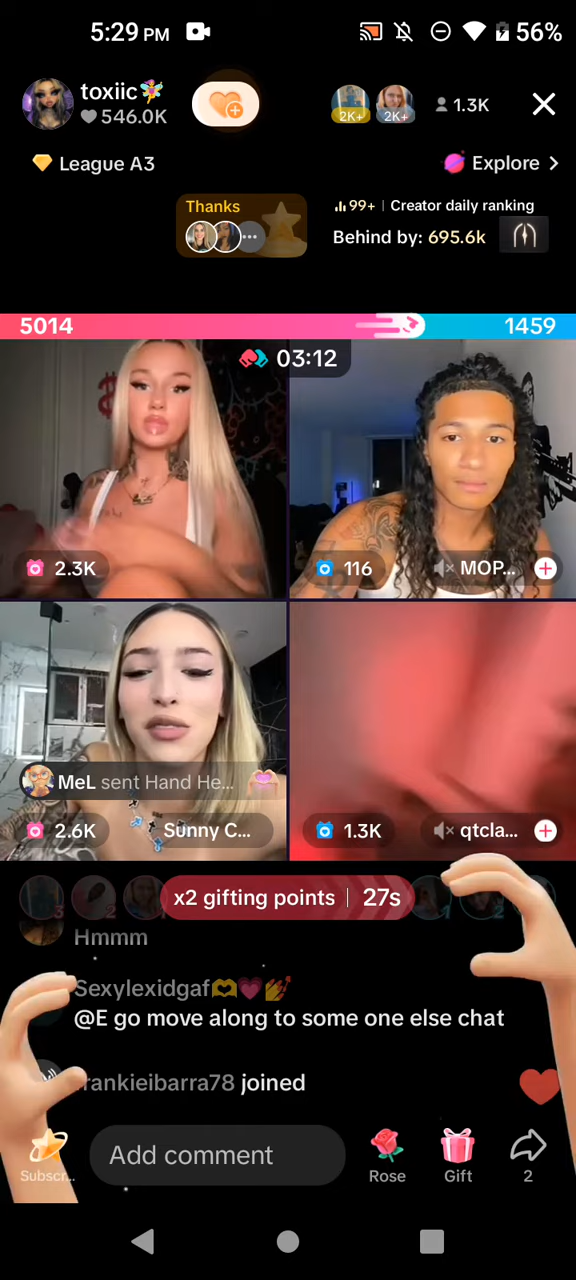 5:29 PM
56%
toxiic🧚
546.0K
2K+
2K+
1.3K
League A3
Explore >
Thanks
99+ | Creator daily ranking
Behind by: 695.6k
5014
1459
03:12
2.3K
116
MOP...
MeL sent Hand He...
2.6K
Sunny C...
1.3K
qtcla...
x2 gifting points | 27s
Hmmm
Sexylexidgaf🫶💗💅
@E go move along to some one else chat
rankieibarra78 joined
Subscr...
Add comment
Rose
Gift
2